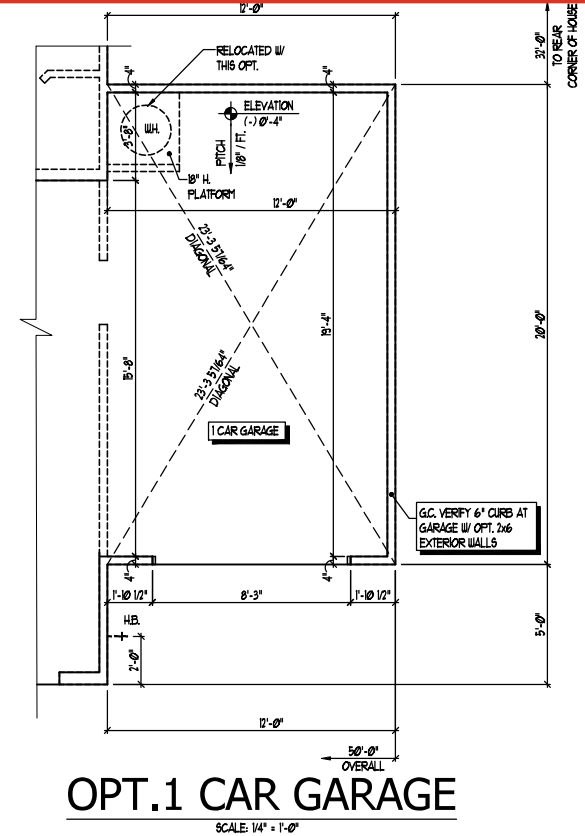 12'-0"
32'-0"
TO REAR
CORNER OF HOUSE
RELOCATED W/
THIS OPT.
4"
4"
W.H.
3'-8"
ELEVATION
(-) 0'-4"
PITCH
1/8" / FT.
18" H.
PLATFORM
12'-0"
23'-3 57/64"
DIAGONAL
20'-0"
15'-8"
19'-4"
23'-3 57/64"
DIAGONAL
1 CAR GARAGE
G.C. VERIFY 6" CURB AT
GARAGE W/ OPT. 2x6
EXTERIOR WALLS
4"
4"
1'-10 1/2"
8'-3"
1'-10 1/2"
H.B.
2'-0"
5'-0"
12'-0"
50'-0"
OVERALL
OPT.1 CAR GARAGE
SCALE: 1/4" = 1'-0"